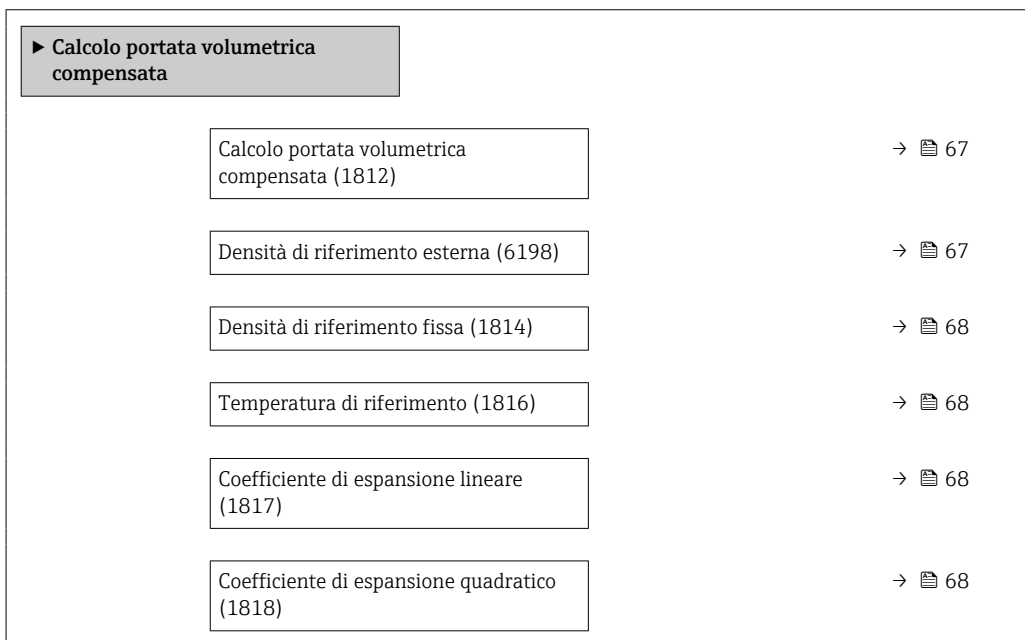 ▶ Calcolo portata volumetrica
compensata
Calcolo portata volumetrica
compensata (1812)
→ 67
Densità di riferimento esterna (6198)
→ 67
Densità di riferimento fissa (1814)
→ 68
Temperatura di riferimento (1816)
→ 68
Coefficiente di espansione lineare
(1817)
→ 68
Coefficiente di espansione quadratico
(1818)
→ 68